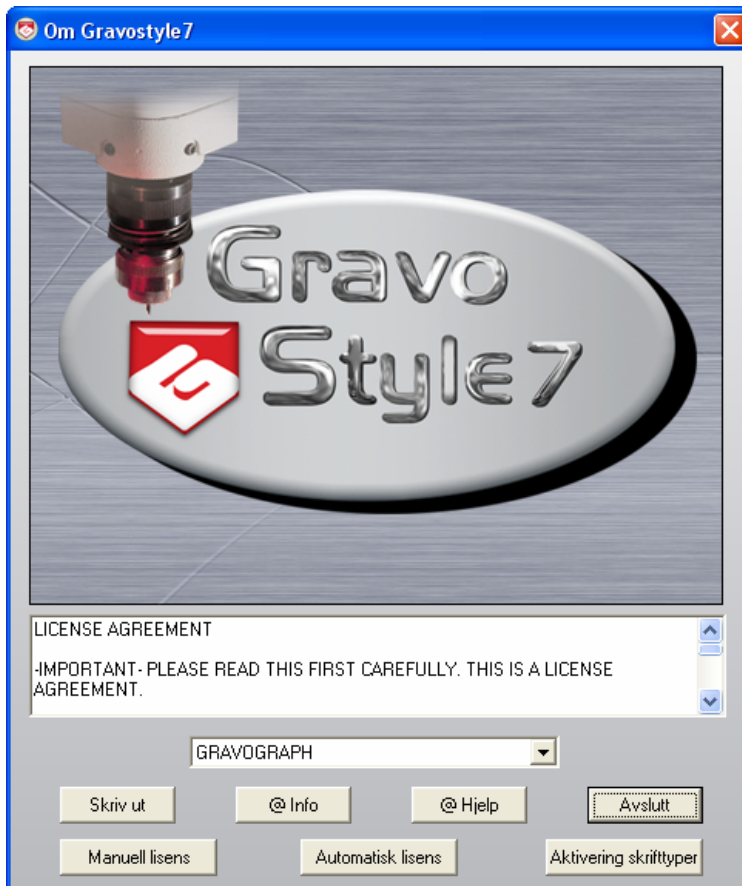 Om Gravostyle7
Gravo
Style7
LICENSE AGREEMENT
-IMPORTANT- PLEASE READ THIS FIRST CAREFULLY. THIS IS A LICENSE
AGREEMENT.
GRAVOGRAPH
Skriv ut
@ Info
@ Hjelp
Avslutt
Manuell lisens
Automatisk lisens
Aktivering skrifttyper